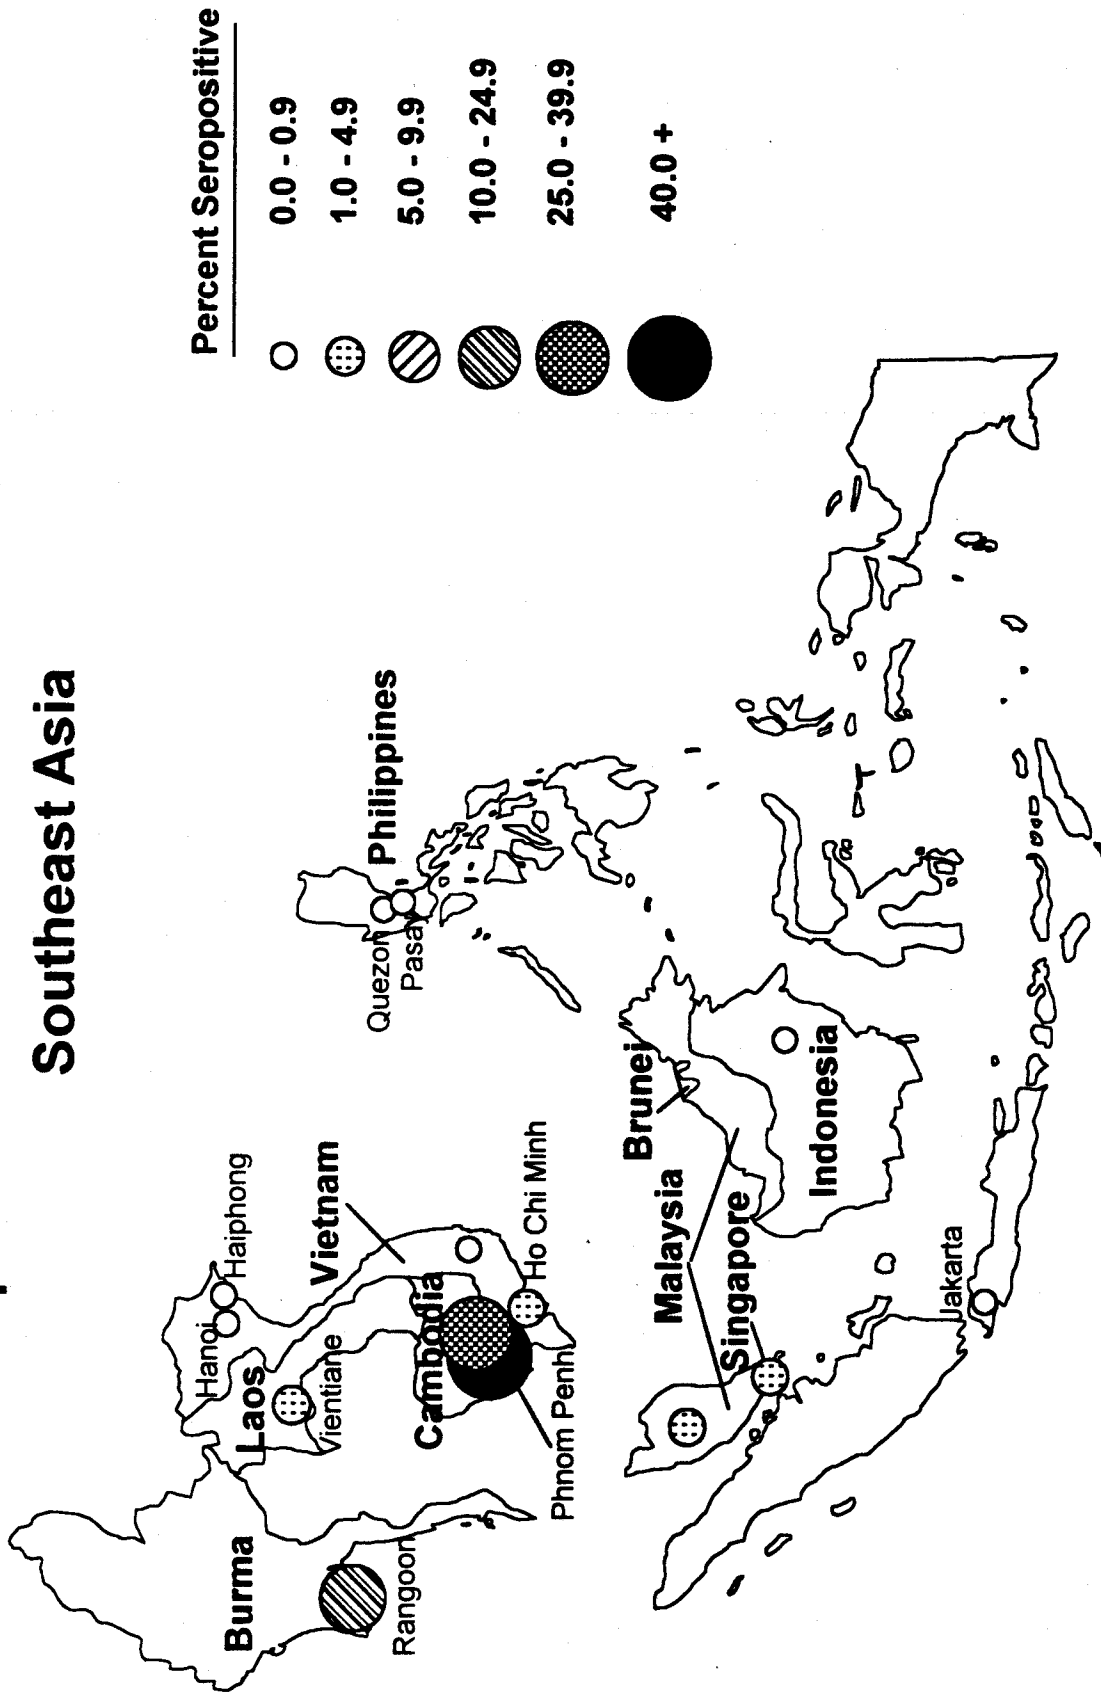 Southeast Asia
Percent Seropositive
0.0 - 0.9
1.0 - 4.9
5.0 - 9.9
10.0 - 24.9
25.0 - 39.9
40.0 +
Burma
Rangoon
Laos
Vientiane
Hanoi
Haiphong
Vietnam
Cambodia
Phnom Penh
Ho Chi Minh
Philippines
Quezon
Pasay
Brunei
Malaysia
Singapore
Indonesia
Jakarta